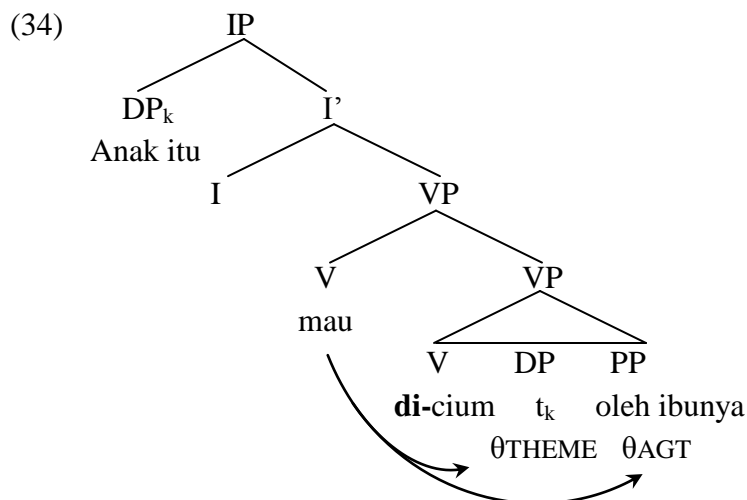 (34) IP
DPₖ I’
Anak itu
I VP
V VP
mau
V DP PP
di-cium tₖ oleh ibunya
θTHEME θAGT